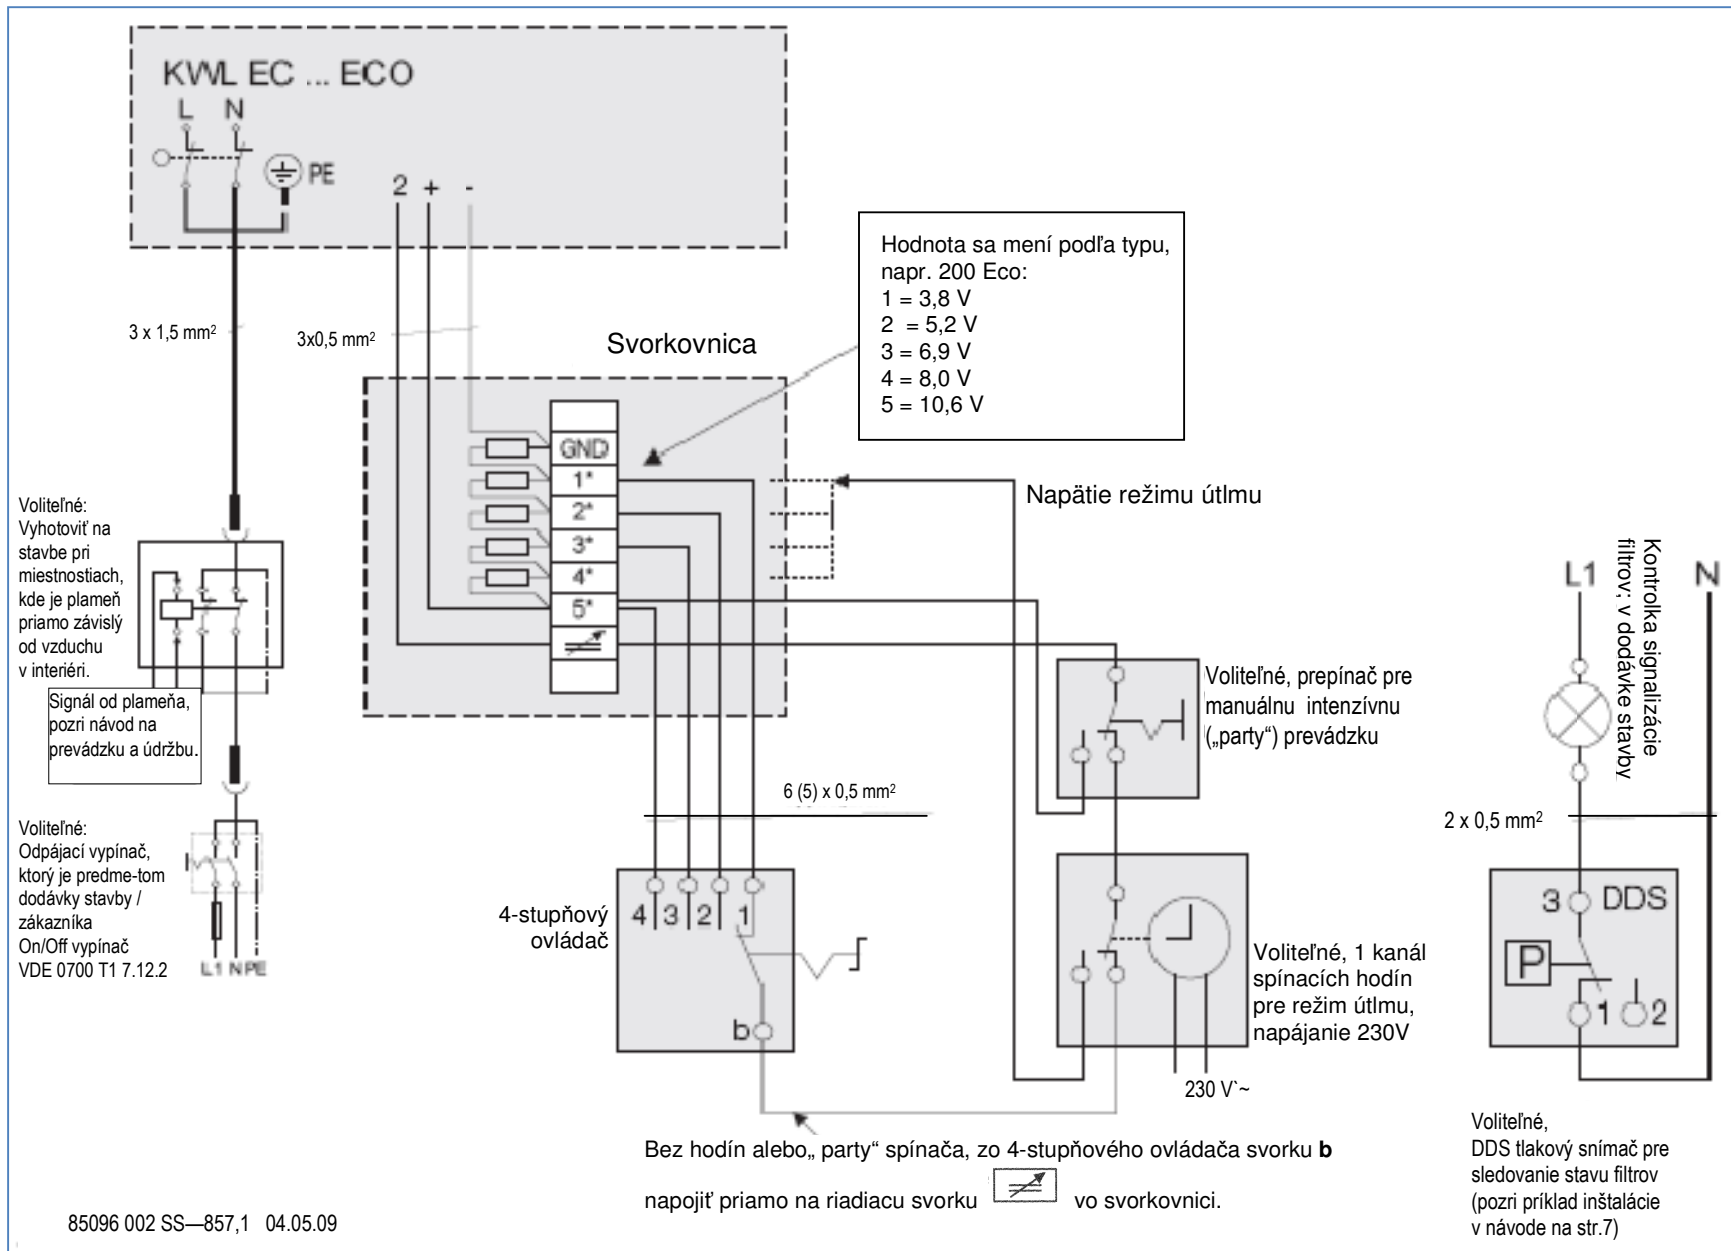 KWL EC ... ECO
L N
PE
2 + -
Hodnota sa mení podľa typu,
napr. 200 Eco:
1 = 3,8 V
2 = 5,2 V
3 = 6,9 V
4 = 8,0 V
5 = 10,6 V
3 x 1,5 mm²
3x0,5 mm²
Svorkovnica
GND
1*
2*
3*
4*
5*
Napätie režimu útlmu
Voliteľné:
Vyhotoviť na
stavbe pri
miestnostiach,
kde je plameň
priamo závislý
od vzduchu
v interiéri.
Signál od plameňa,
pozri návod na
prevádzku a údržbu.
Voliteľné:
Odpájací vypínač,
ktorý je predme-tom
dodávky stavby /
zákazníka
On/Off vypínač
VDE 0700 T1 7.12.2
L1 N PE
Voliteľné, prepínač pre
manuálnu intenzívnu
(„party“) prevádzku
6 (5) x 0,5 mm²
4-stupňový
ovládač
4 3 2 1
b
Voliteľné, 1 kanál
spínacích hodín
pre režim útlmu,
napájanie 230V
230 V`~
L1
N
Kontrolka signalizácie
filtrov; v dodávke stavby
2 x 0,5 mm²
3 DDS
P
1 2
Voliteľné,
DDS tlakový snímač pre
sledovanie stavu filtrov
(pozri príklad inštalácie
v návode na str.7)
Bez hodín alebo„ party“ spínača, zo 4-stupňového ovládača svorku b
napojiť priamo na riadiacu svorku vo svorkovnici.
85096 002 SS—857,1 04.05.09